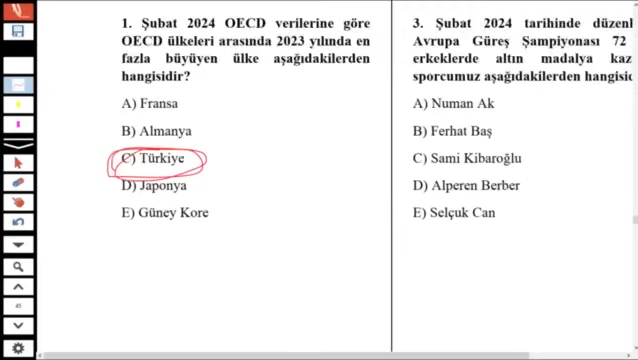 1. Şubat 2024 OECD verilerine göre
OECD ülkeleri arasında 2023 yılında en
fazla büyüyen ülke aşağıdakilerden
hangisidir?
A) Fransa
B) Almanya
C) Türkiye
D) Japonya
E) Güney Kore
3. Şubat 2024 tarihinde düzenl
Avrupa Güreş Şampiyonası 72
erkeklerde altın madalya kaz
sporcumuz aşağıdakilerden hangisid
A) Numan Ak
B) Ferhat Baş
C) Sami Kibaroğlu
D) Alperen Berber
E) Selçuk Can
45